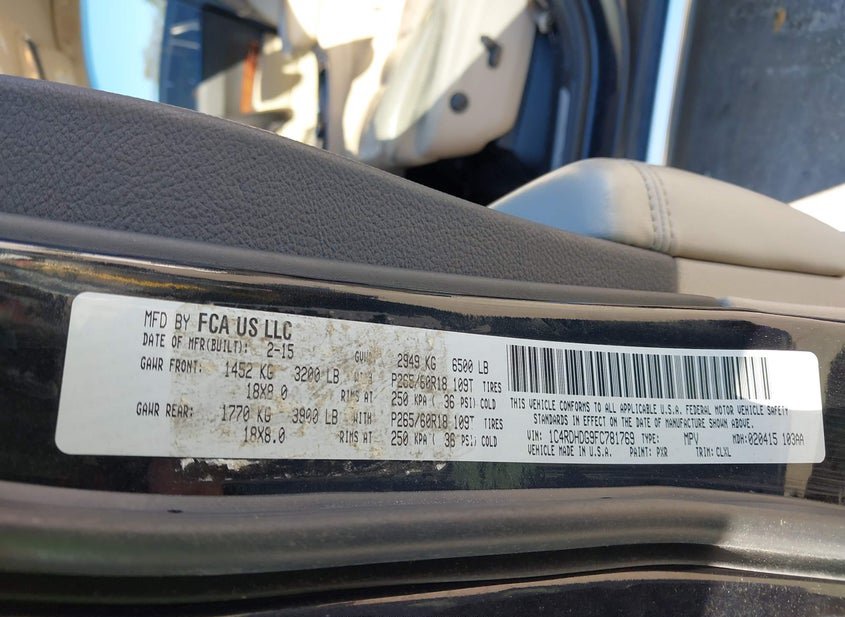 MFD BY FCA US LLC
DATE OF MFR(BUILT): 2-15 GVWR 2949 KG 6500 LB
GAWR FRONT: 1452 KG 3200 LB WITH P265/60R18 109T TIRES
18X8.0 RIMS AT 250 KPA ( 36 PSI) COLD
GAWR REAR: 1770 KG 3900 LB WITH P265/60R18 109T TIRES
18X8.0 RIMS AT 250 KPA ( 36 PSI) COLD
THIS VEHICLE CONFORMS TO ALL APPLICABLE U.S.A. FEDERAL MOTOR VEHICLE SAFETY
STANDARDS IN EFFECT ON THE DATE OF MANUFACTURE SHOWN ABOVE.
VIN: 1C4RDHDG9FC781769 TYPE: MPV MDH:020415 103AA
VEHICLE MADE IN U.S.A. PAINT: PXR TRIM: CLXL